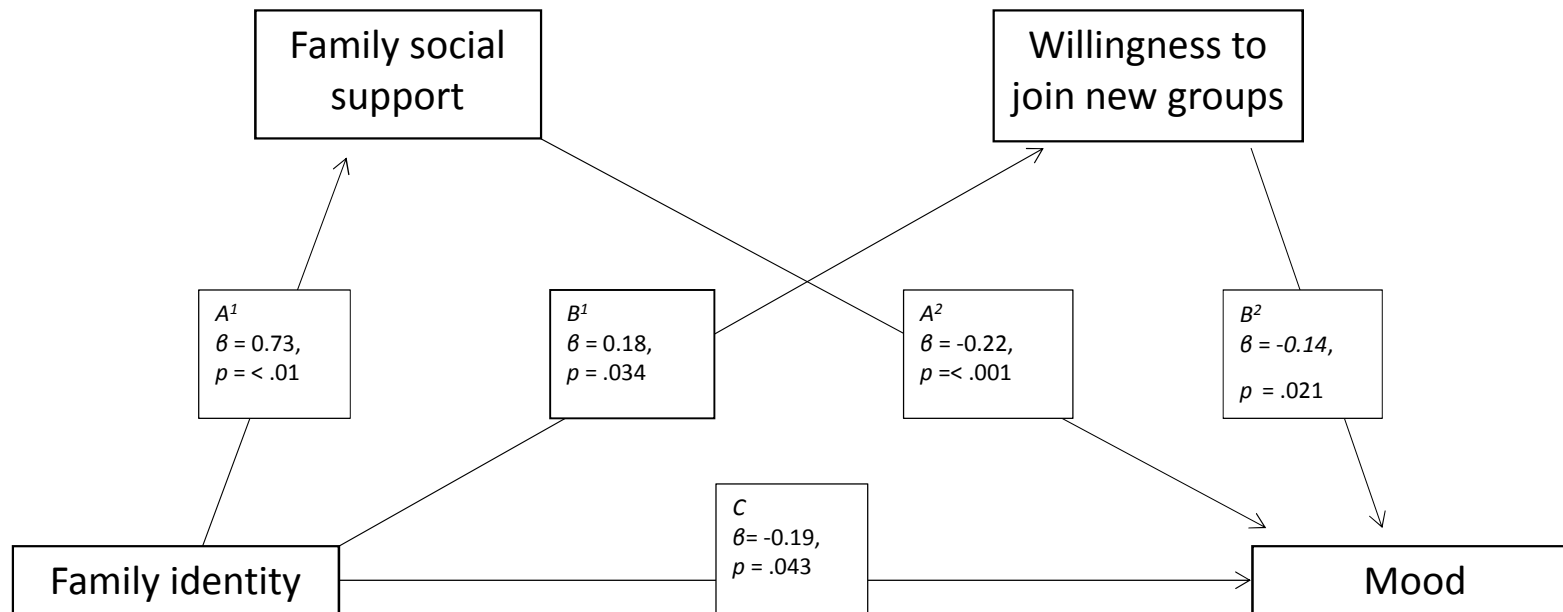 Family social
support
Willingness to
join new groups
A¹
β = 0.73,
p = < .01
B¹
β = 0.18,
p = .034
A²
β = -0.22,
p =< .001
B²
β = -0.14,
p = .021
C
β= -0.19,
p = .043
Family identity
Mood